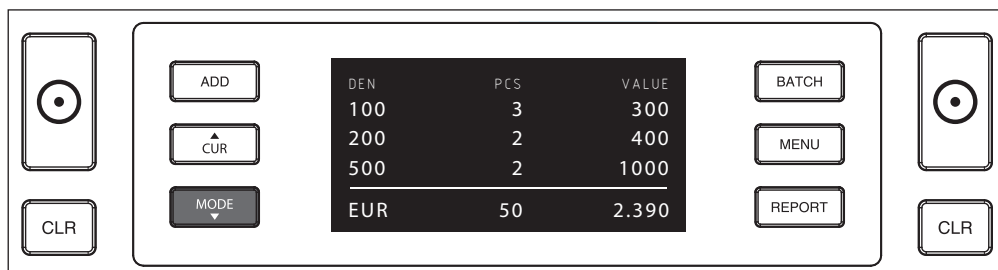 ADD
CUR
MODE
CLR
DEN PCS VALUE
100 3 300
200 2 400
500 2 1000
EUR 50 2.390
BATCH
MENU
REPORT
CLR